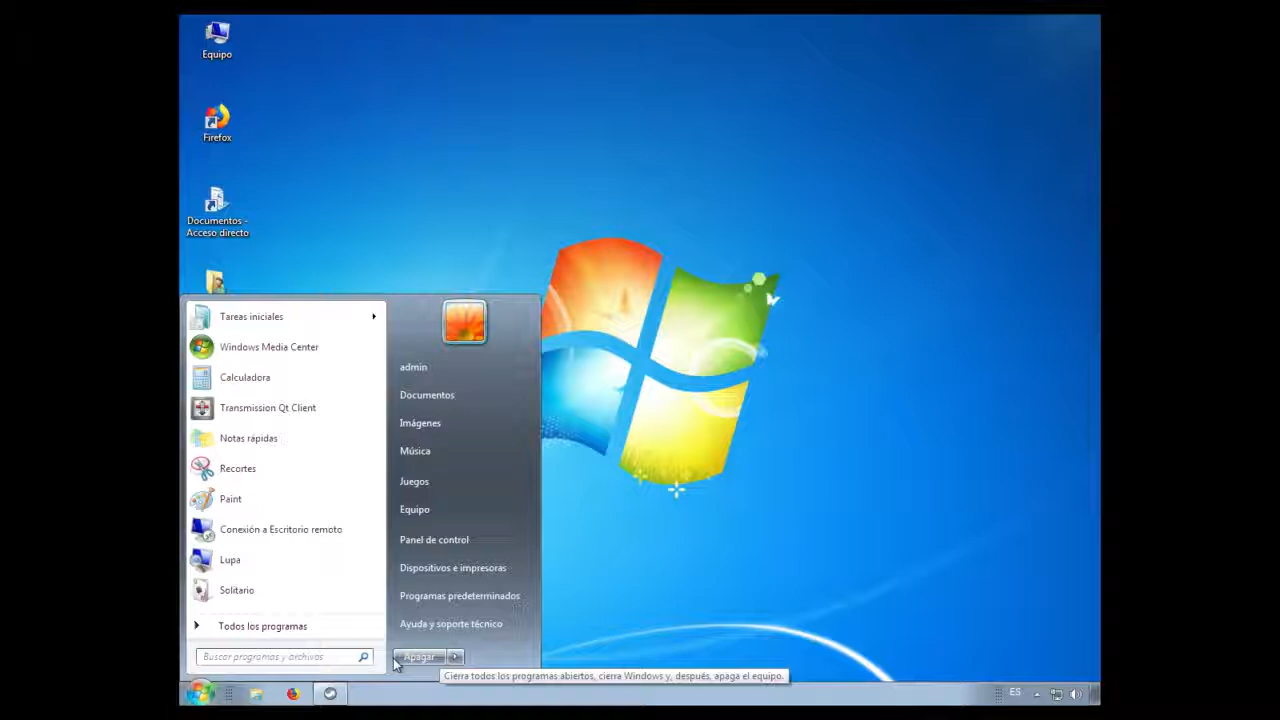 Equipo
Firefox
Documentos -
Acceso directo
Tareas iniciales
Windows Media Center
Calculadora
Transmission Qt Client
Notas rápidas
Recortes
Paint
Conexión a Escritorio remoto
Lupa
Solitario
Todos los programas
Buscar programas y archivos
admin
Documentos
Imágenes
Música
Juegos
Equipo
Panel de control
Dispositivos e impresoras
Programas predeterminados
Ayuda y soporte técnico
Apagar
Cierra todos los programas abiertos, cierra Windows y, después, apaga el equipo.
ES